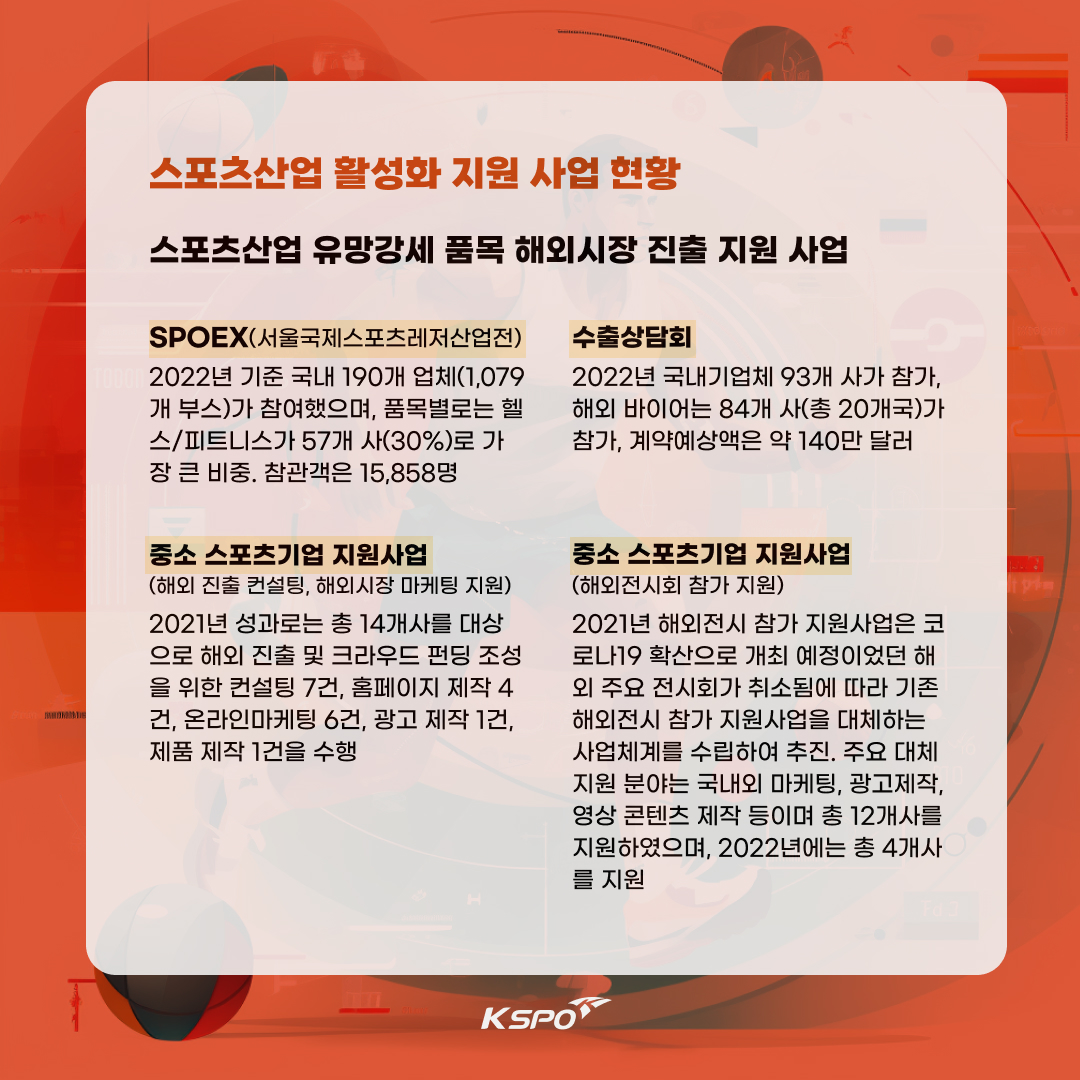 스포츠산업 활성화 지원 사업 현황
스포츠산업 유망강세 품목 해외시장 진출 지원 사업
SPOEX(서울국제스포츠레저산업전)
2022년 기준 국내 190개 업체(1,079
개 부스)가 참여했으며, 품목별로는 헬
스/피트니스가 57개 사(30%)로 가
장 큰 비중. 참관객은 15,858명
수출상담회
2022년 국내기업체 93개 사가 참가,
해외 바이어는 84개 사(총 20개국)가
참가, 계약예상액은 약 140만 달러
중소 스포츠기업 지원사업
(해외 진출 컨설팅, 해외시장 마케팅 지원)
2021년 성과로는 총 14개사를 대상
으로 해외 진출 및 크라우드 펀딩 조성
을 위한 컨설팅 7건, 홈페이지 제작 4
건, 온라인마케팅 6건, 광고 제작 1건,
제품 제작 1건을 수행
중소 스포츠기업 지원사업
(해외전시회 참가 지원)
2021년 해외전시 참가 지원사업은 코
로나19 확산으로 개최 예정이었던 해
외 주요 전시회가 취소됨에 따라 기존
해외전시 참가 지원사업을 대체하는
사업체계를 수립하여 추진. 주요 대체
지원 분야는 국내외 마케팅, 광고제작,
영상 콘텐츠 제작 등이며 총 12개사를
지원하였으며, 2022년에는 총 4개사
를 지원
KSPO